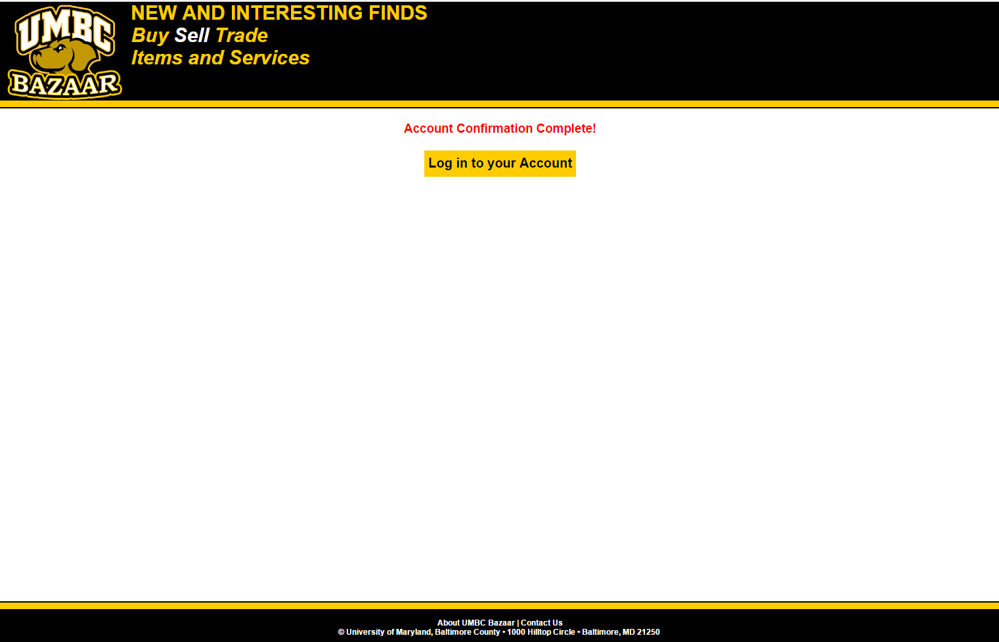 UMBC
BAZAAR
NEW AND INTERESTING FINDS
Buy Sell Trade
Items and Services
Account Confirmation Complete!
Log in to your Account
About UMBC Bazaar | Contact Us
© University of Maryland, Baltimore County • 1000 Hilltop Circle • Baltimore, MD 21250